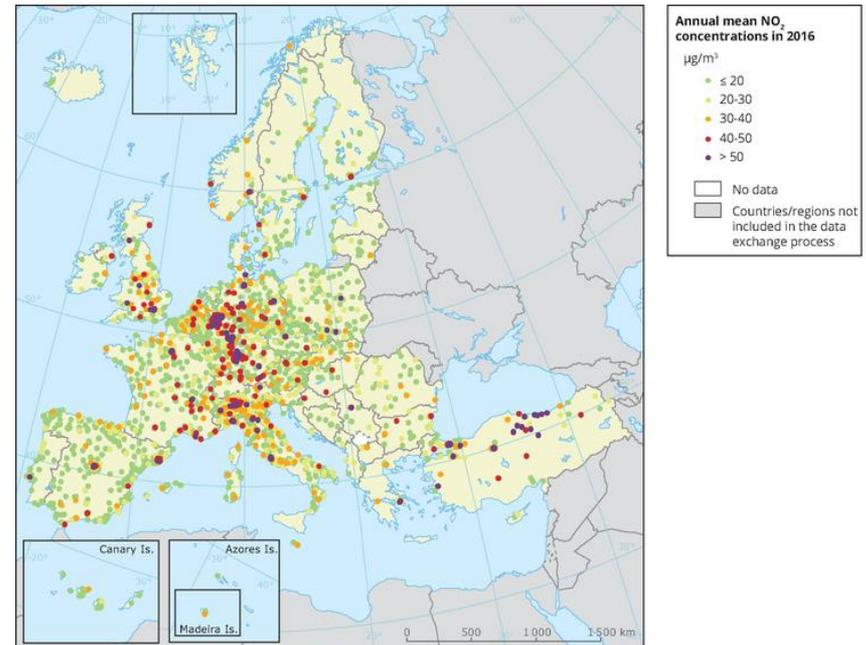 Annual mean NO₂
concentrations in 2016
µg/m³
≤ 20
20-30
30-40
40-50
> 50
No data
Countries/regions not
included in the data
exchange process
Canary Is.
Azores Is.
Madeira Is.
0 500 1 000 1 500 km